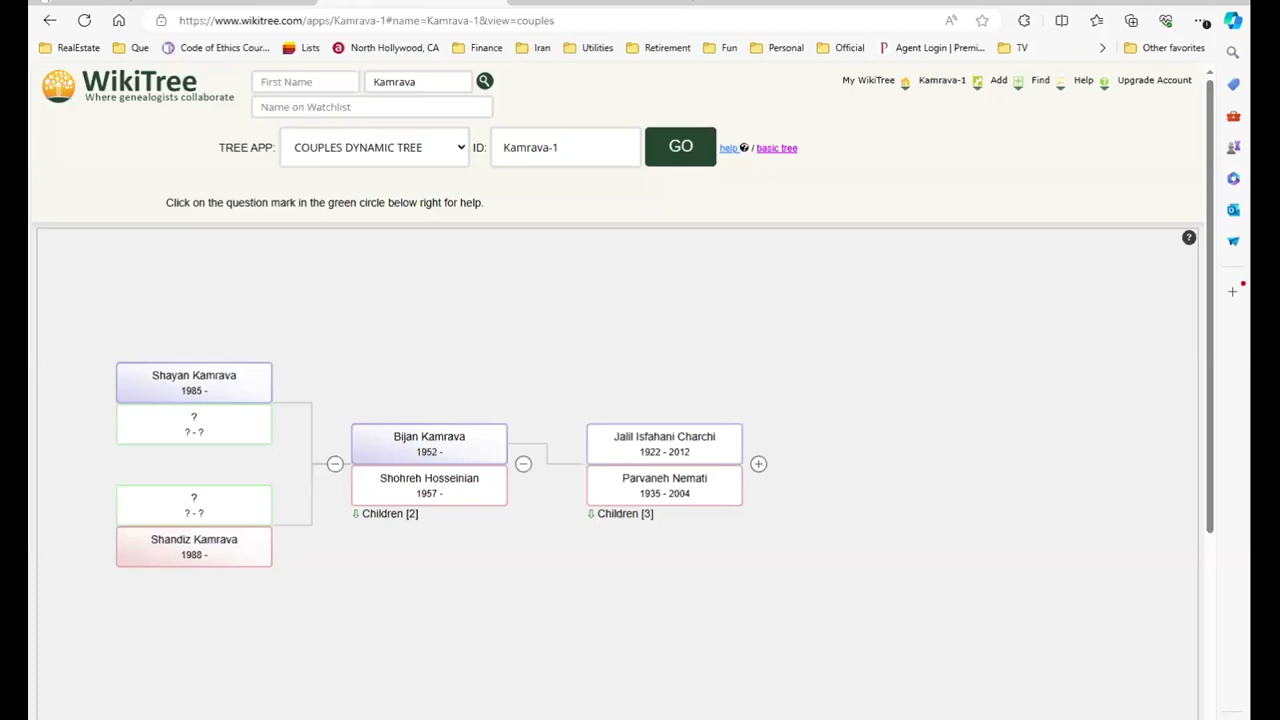 https://www.wikitree.com/apps/Kamrava-1#name=Kamrava-1&view=couples
RealEstate
Que
Code of Ethics Cour...
Lists
North Hollywood, CA
Finance
Iran
Utilities
Retirement
Fun
Personal
Official
Agent Login | Premi...
TV
Other favorites
WikiTree
Where genealogists collaborate
First Name
Kamrava
Name on Watchlist
My WikiTree
Kamrava-1
Add
Find
Help
Upgrade Account
TREE APP:
COUPLES DYNAMIC TREE
ID:
Kamrava-1
GO
help ? / basic tree
Click on the question mark in the green circle below right for help.
?
Shayan Kamrava
1985 -
?
? - ?
?
? - ?
Shandiz Kamrava
1988 -
Bijan Kamrava
1952 -
Shohreh Hosseinian
1957 -
⇩ Children [2]
Jalil Isfahani Charchi
1922 - 2012
Parvaneh Nemati
1935 - 2004
⇩ Children [3]